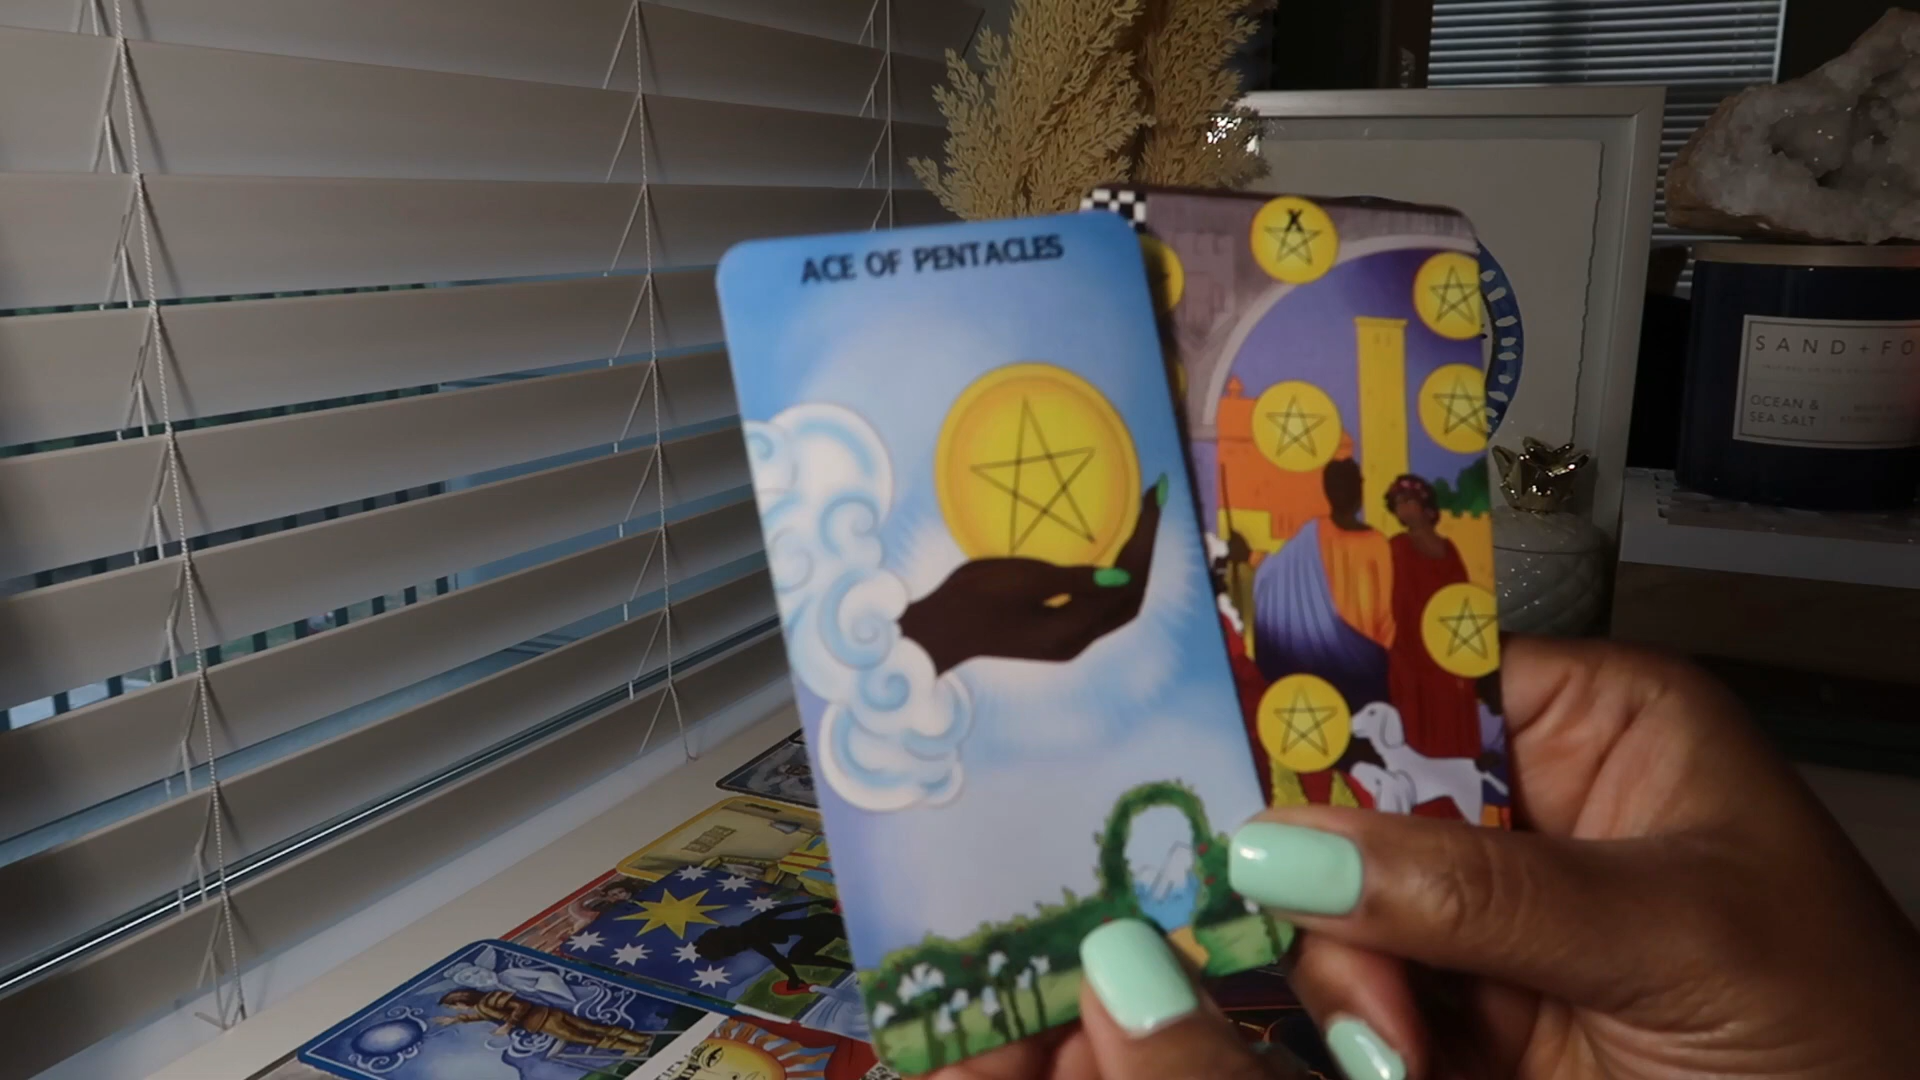 ACE OF PENTACLES
X
SAND + FO
OCEAN &
SEA SALT